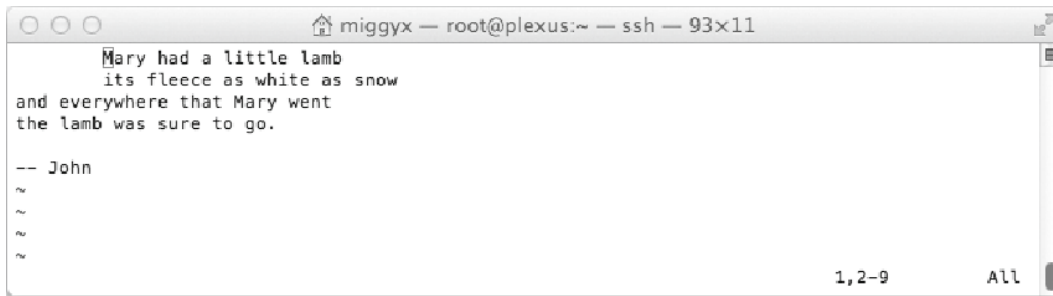 miggyx — root@plexus:~ — ssh — 93×11
Mary had a little lamb
its fleece as white as snow
and everywhere that Mary went
the lamb was sure to go.
-- John
~
~
~
~
1,2-9 All